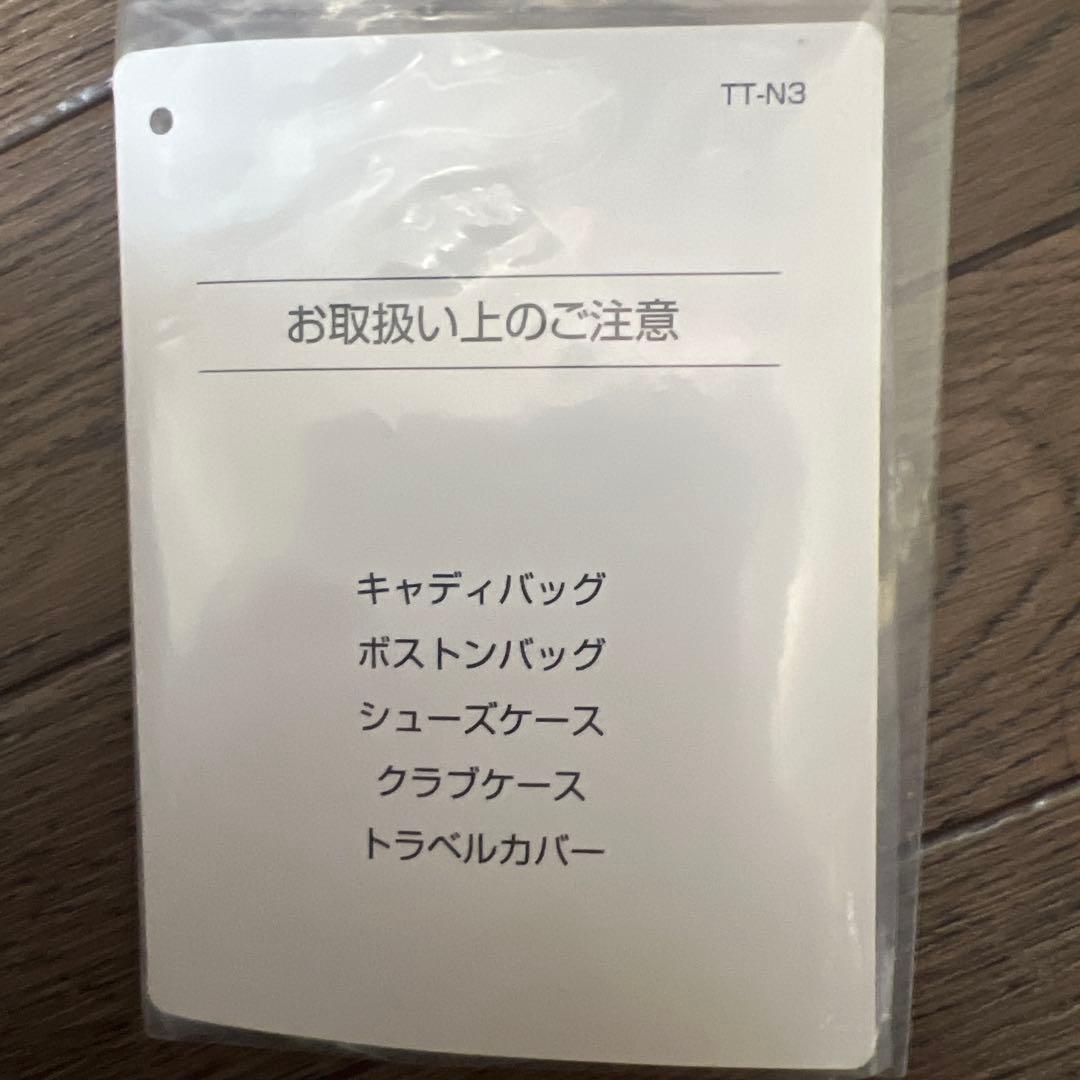 TT-N3
お取扱い上のご注意
キャディバッグ
ボストンバッグ
シューズケース
クラブケース
トラベルカバー